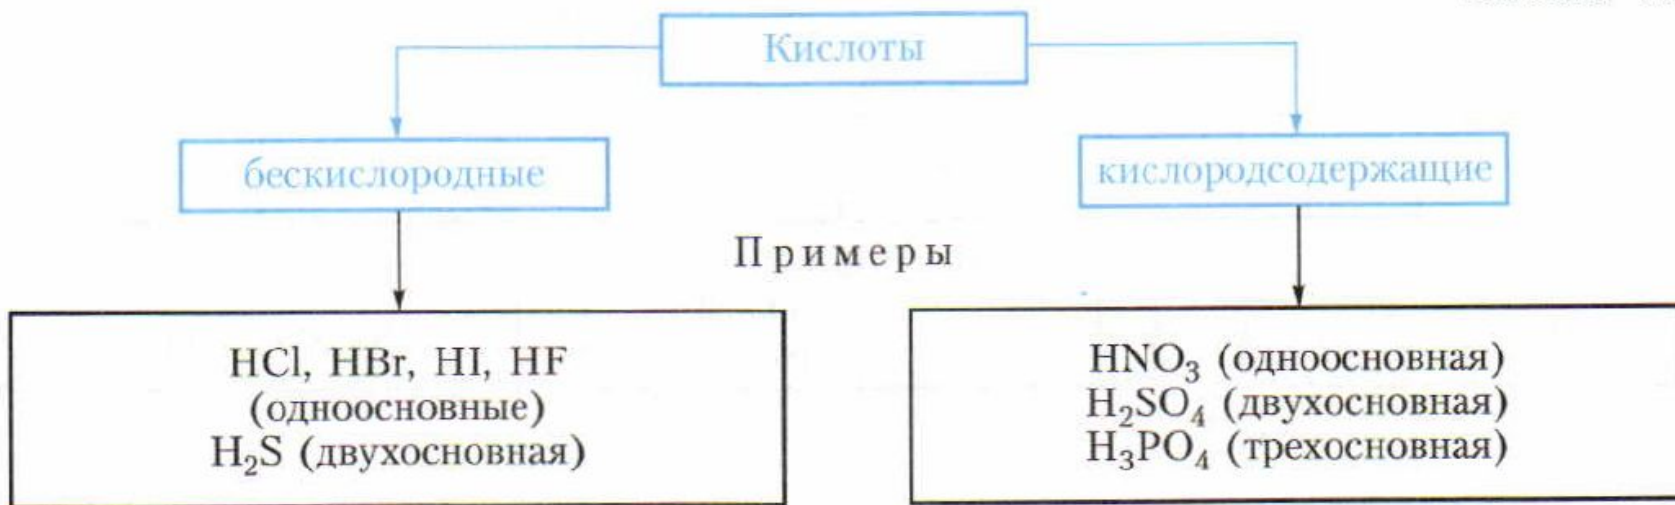 Кислоты
бескислородные
кислородсодержащие
Примеры
HCl, HBr, HI, HF
(одноосновные)
H₂S (двухосновная)
HNO₃ (одноосновная)
H₂SO₄ (двухосновная)
H₃PO₄ (трехосновная)